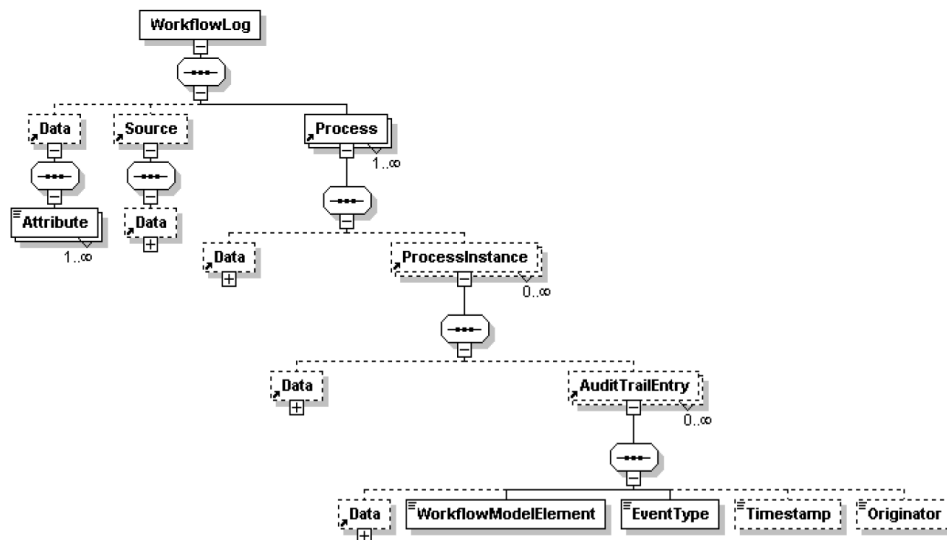 WorkflowLog
Data Source Process
1..∞
Attribute Data
1..∞
Data ProcessInstance
0..∞
Data AuditTrailEntry
0..∞
Data WorkflowModelElement EventType Timestamp Originator